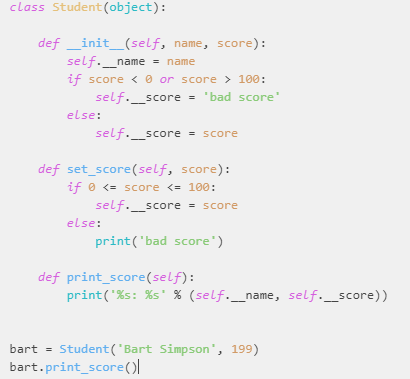 class Student(object):
    def __init__(self, name, score):
        self.__name = name
        if score < 0 or score > 100:
            self.__score = 'bad score'
        else:
            self.__score = score
    def set_score(self, score):
        if 0 <= score <= 100:
            self.__score = score
        else:
            print('bad score')
    def print_score(self):
        print('%s: %s' % (self.__name, self.__score))
bart = Student('Bart Simpson', 199)
bart.print_score()